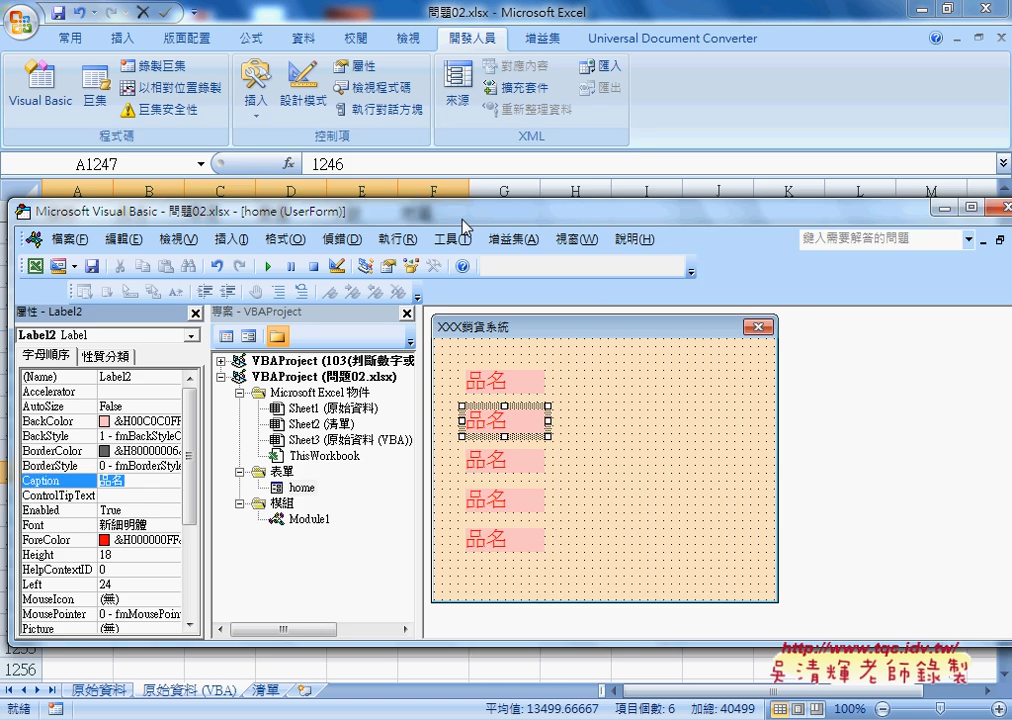 問題02.xlsx - Microsoft Excel
常用 插入 版面配置 公式 資料 校閱 檢視 開發人員 增益集 Universal Document Converter
Visual Basic 巨集 錄製巨集 以相對位置錄製 巨集安全性
插入 設計模式 屬性 檢視程式碼 執行對話方塊
來源 對應內容 擴充套件 重新整理資料 匯入 匯出
程式碼 控制項 XML
A1247 fx 1246
A B C D E F G H I J K L M
Microsoft Visual Basic - 問題02.xlsx - [home (UserForm)]
檔案(F) 編輯(E) 檢視(V) 插入(I) 格式(O) 偵錯(D) 執行(R) 工具(T) 增益集(A) 視窗(W) 說明(H) 鍵入需要解答的問題
屬性 - Label2
Label2 Label
字母順序 性質分類
(Name) Label2
Accelerator
AutoSize False
BackColor &H00C0C0FF
BackStyle 1 - fmBackStyleO
BorderColor &H80000006
BorderStyle 0 - fmBorderStyle
Caption 品名
ControlTipText
Enabled True
Font 新細明體
ForeColor &H000000FF
Height 18
HelpContextID 0
Left 24
MouseIcon (無)
MousePointer 0 - fmMousePoin
Picture (無)
專案 - VBAProject
VBAProject (103(判斷數字或
VBAProject (問題02.xlsx)
Microsoft Excel 物件
Sheet1 (原始資料)
Sheet2 (清單)
Sheet3 (原始資料 (VBA))
ThisWorkbook
表單
home
模組
Module1
XXX銷貨系統
品名
品名
品名
品名
品名
1256
http://www.tqc.idv.tw/
吳清輝老師錄製
原始資料 原始資料 (VBA) 清單
就緒 平均值: 13499.66667 項目個數: 6 加總: 40499 100%